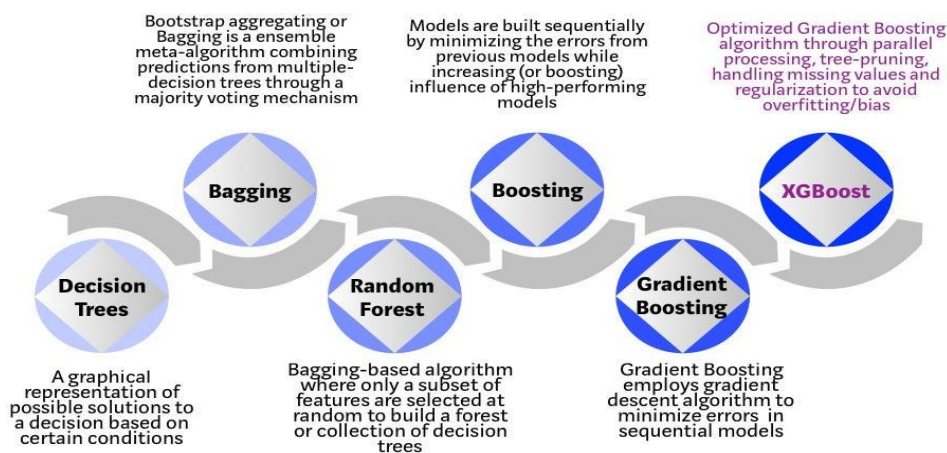 Bootstrap aggregating or
Bagging is a ensemble
meta-algorithm combining
predictions from multiple-
decision trees through a
majority voting mechanism
Models are built sequentially
by minimizing the errors from
previous models while
increasing (or boosting)
influence of high-performing
models
Optimized Gradient Boosting
algorithm through parallel
processing, tree-pruning,
handling missing values and
regularization to avoid
overfitting/bias
Bagging
Boosting
XGBoost
Decision
Trees
Random
Forest
Gradient
Boosting
A graphical
representation of
possible solutions to
a decision based on
certain conditions
Bagging-based algorithm
where only a subset of
features are selected at
random to build a forest
or collection of decision
trees
Gradient Boosting
employs gradient
descent algorithm to
minimize errors in
sequential models